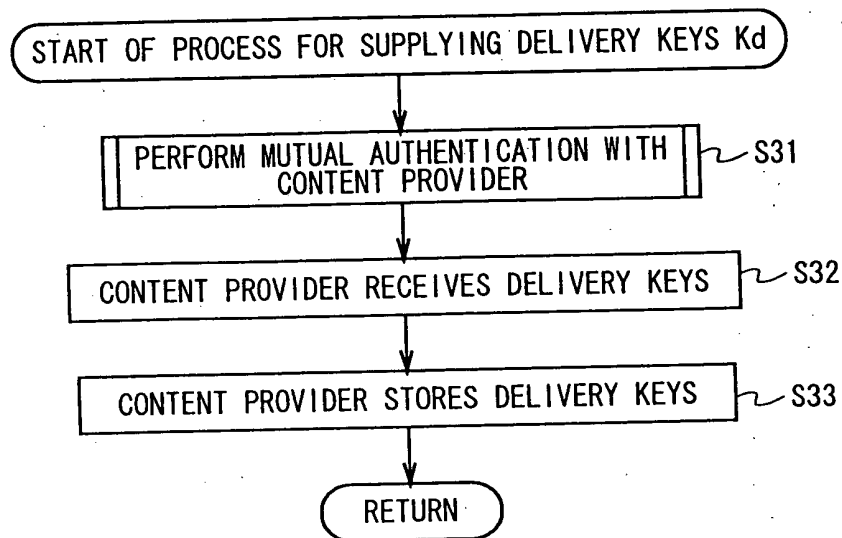 START OF PROCESS FOR SUPPLYING DELIVERY KEYS Kd
PERFORM MUTUAL AUTHENTICATION WITH
CONTENT PROVIDER
S31
CONTENT PROVIDER RECEIVES DELIVERY KEYS
S32
CONTENT PROVIDER STORES DELIVERY KEYS
S33
RETURN